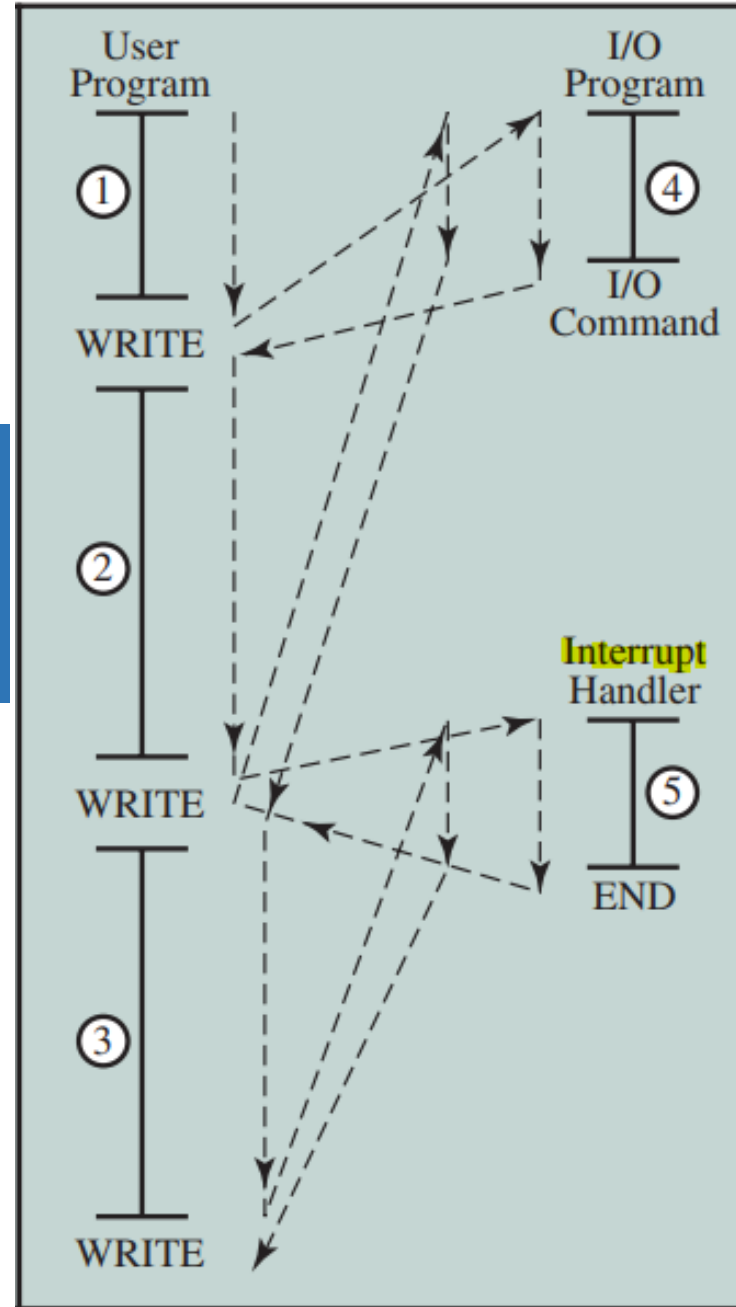 User
Program
1
WRITE
2
WRITE
3
WRITE
I/O
Program
4
I/O
Command
Interrupt
Handler
5
END